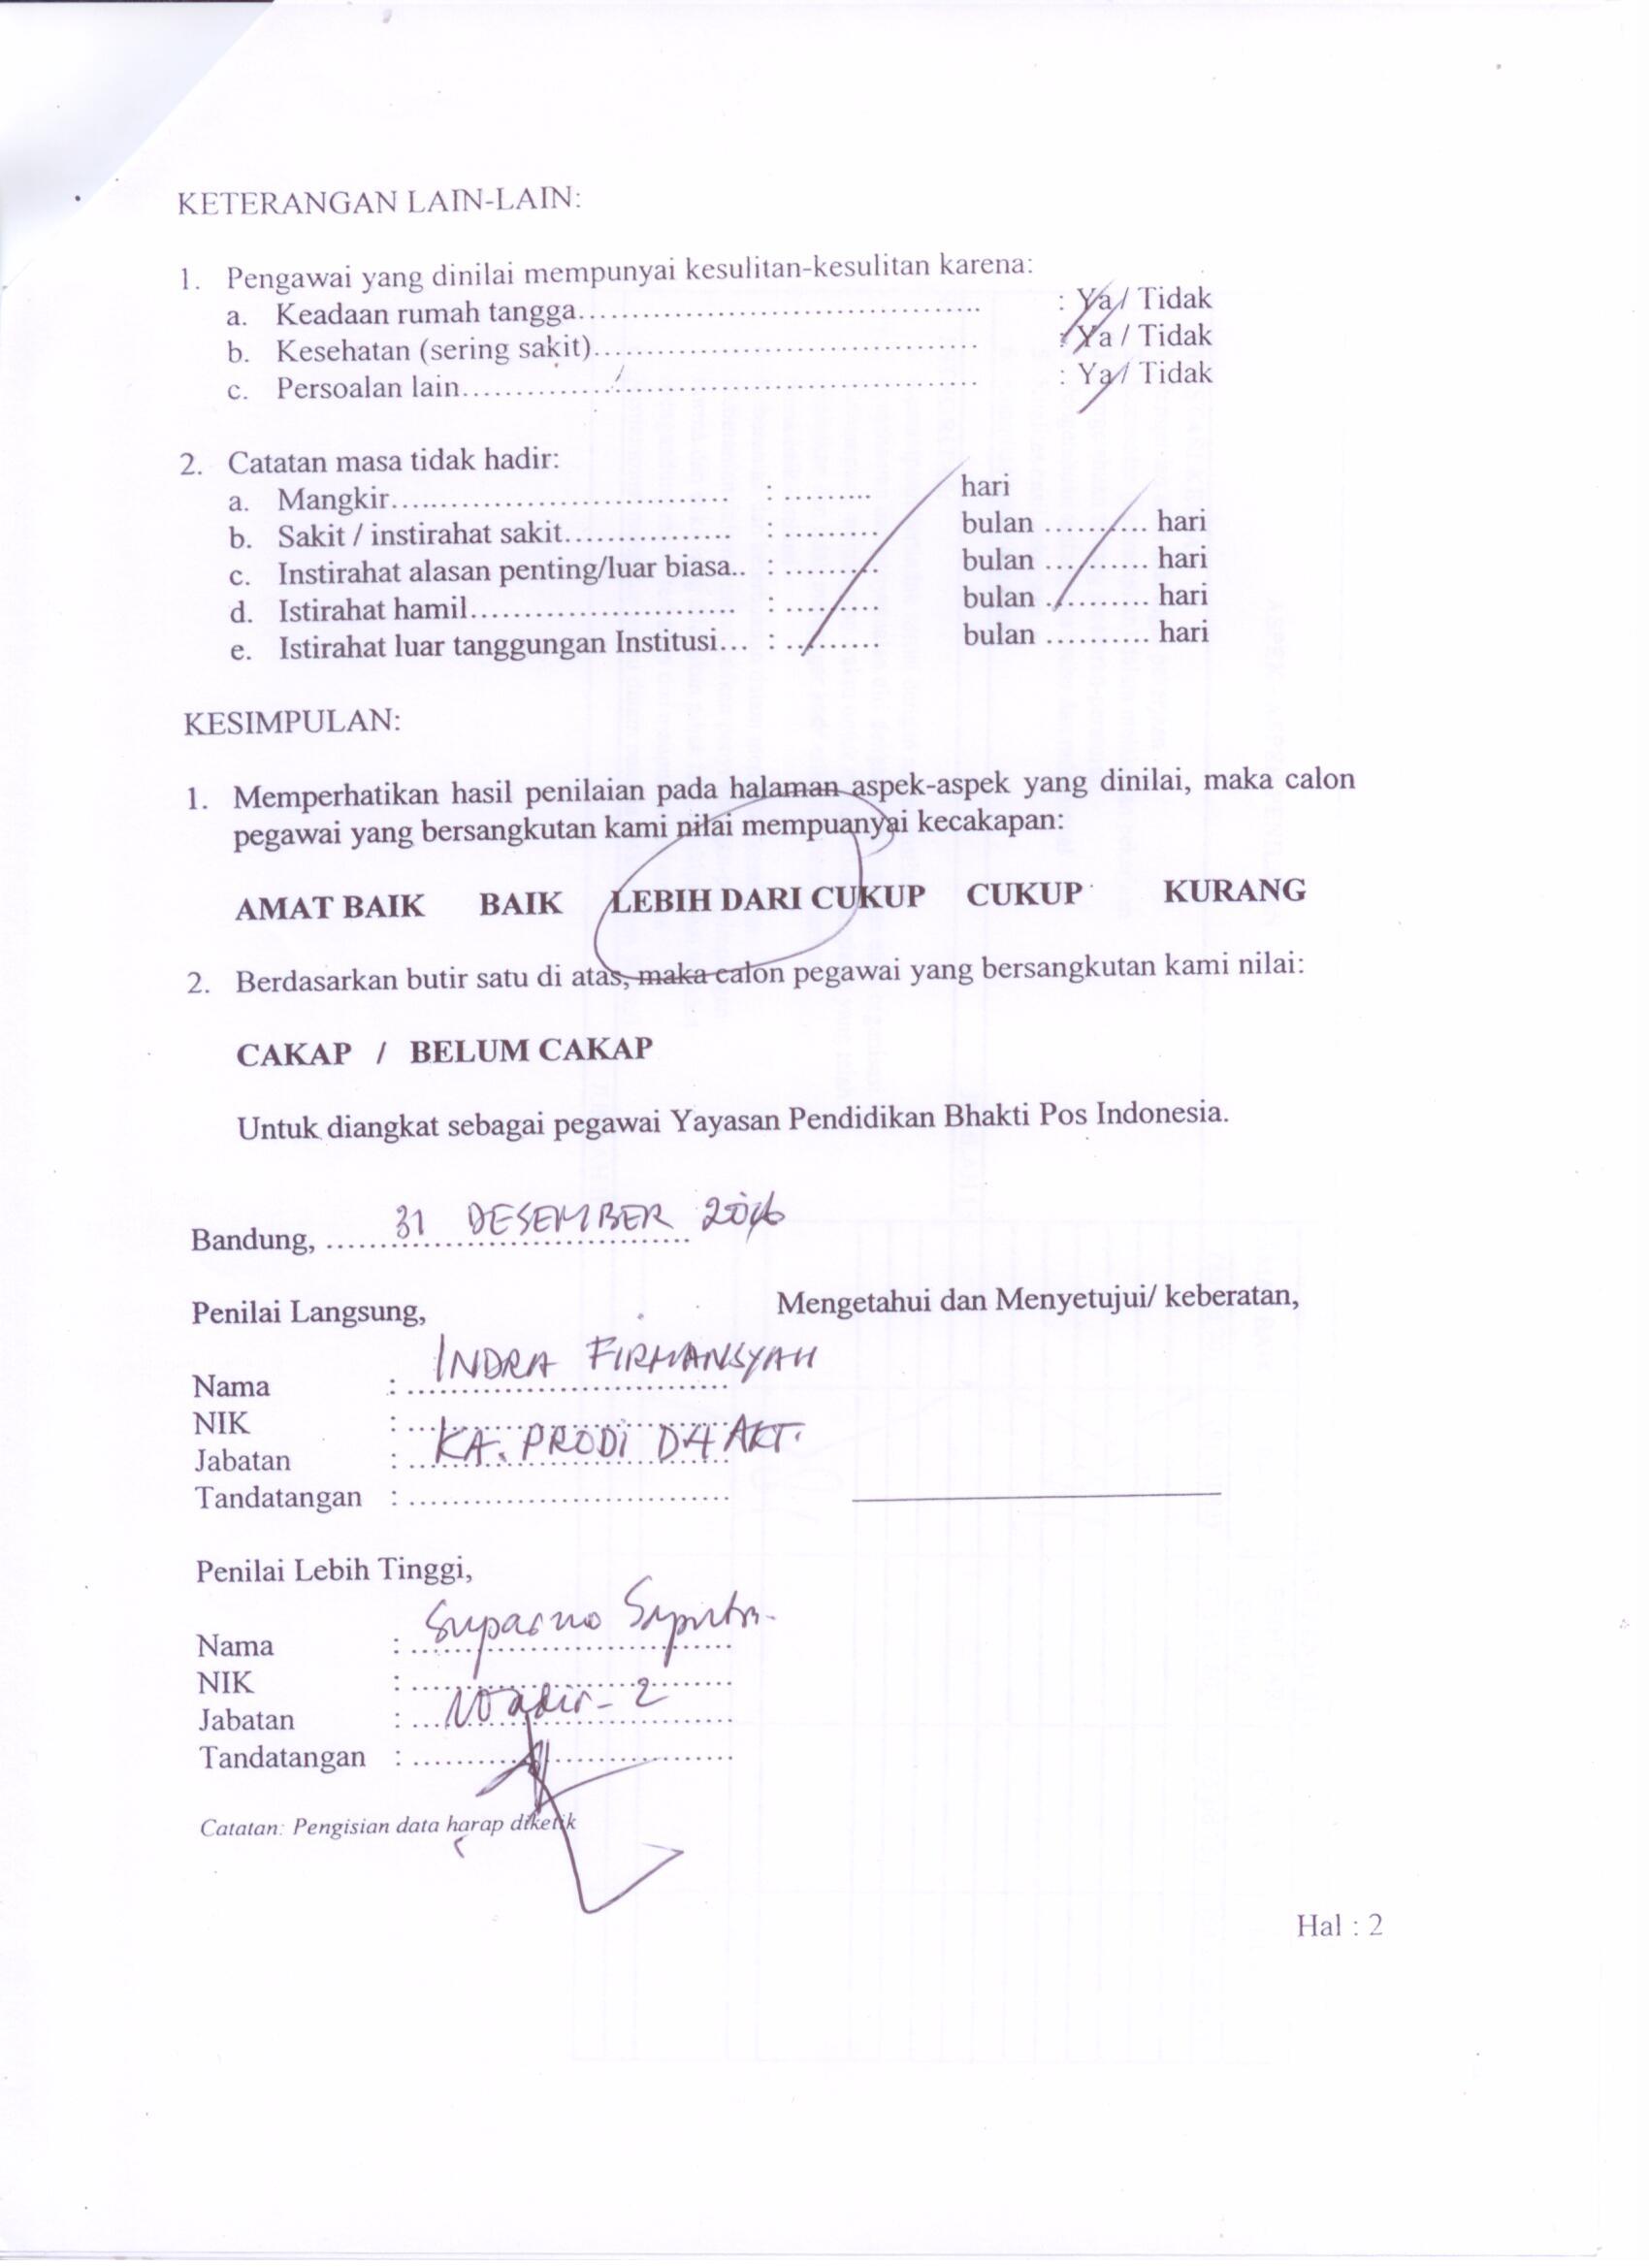 KETERANGAN LAIN-LAIN:
1. Pengawai yang dinilai mempunyai kesulitan-kesulitan karena:
a. Keadaan rumah tangga..................................... : Ya / Tidak
b. Kesehatan (sering sakit)................................... : Ya / Tidak
c. Persoalan lain................................................ : Ya / Tidak
2. Catatan masa tidak hadir:
a. Mangkir.................................. : ......... hari
b. Sakit / instirahat sakit................ : ......... bulan .......... hari
c. Instirahat alasan penting/luar biasa.. : ......... bulan .......... hari
d. Istirahat hamil.......................... : ......... bulan .......... hari
e. Istirahat luar tanggungan Institusi... : ......... bulan .......... hari
KESIMPULAN:
1. Memperhatikan hasil penilaian pada halaman aspek-aspek yang dinilai, maka calon
pegawai yang bersangkutan kami nilai mempuanyai kecakapan:
AMAT BAIK BAIK LEBIH DARI CUKUP CUKUP KURANG
2. Berdasarkan butir satu di atas, maka calon pegawai yang bersangkutan kami nilai:
CAKAP / BELUM CAKAP
Untuk diangkat sebagai pegawai Yayasan Pendidikan Bhakti Pos Indonesia.
Bandung, 31 DESEMBER 2016
Penilai Langsung, Mengetahui dan Menyetujui/ keberatan,
Nama : INDRA FIRMANSYAH
NIK : ..............................
Jabatan : KA. PRODI D4 AKT.
Tandatangan : ..............................
Penilai Lebih Tinggi,
Nama : Suparno Saputra
NIK : ..............................
Jabatan : Wadir-2
Tandatangan : ..............................
Catatan: Pengisian data harap diketik
Hal : 2